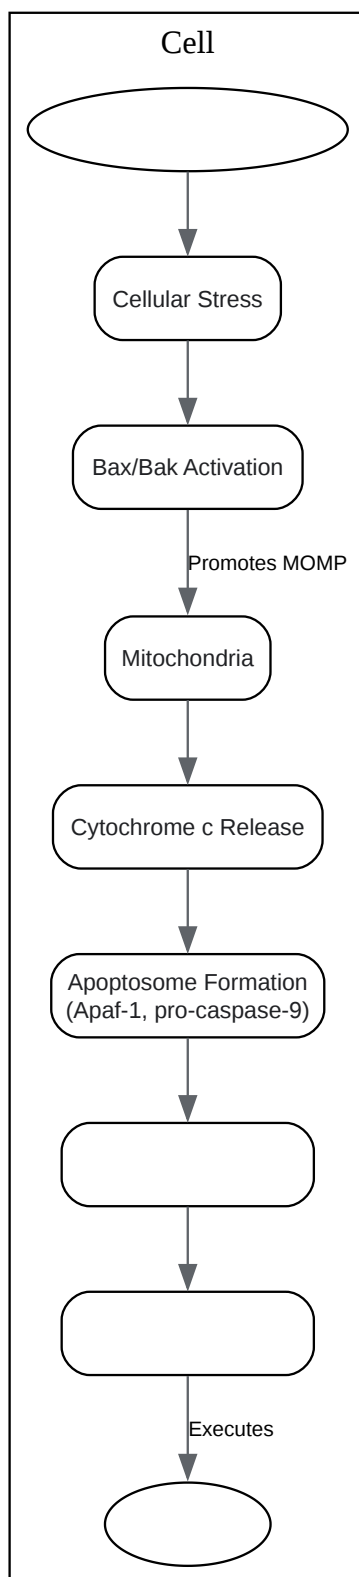 Cell
Cellular Stress
Bax/Bak Activation
Promotes MOMP
Mitochondria
Cytochrome c Release
Apoptosome Formation
(Apaf-1, pro-caspase-9)
Executes